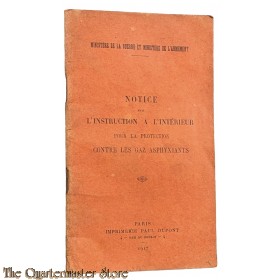 MINISTÈRE DE LA GUERRE ET MINISTÈRE DE L'ARMEMENT
NOTICE
L'INSTRUCTION A L'INTÉRIEUR
POUR LA PROTECTION
CONTRE LES GAZ ASPHYXIANTS
PARIS
IMPRIMERIE PAUL DUPONT
1917
The Quartermaster Store